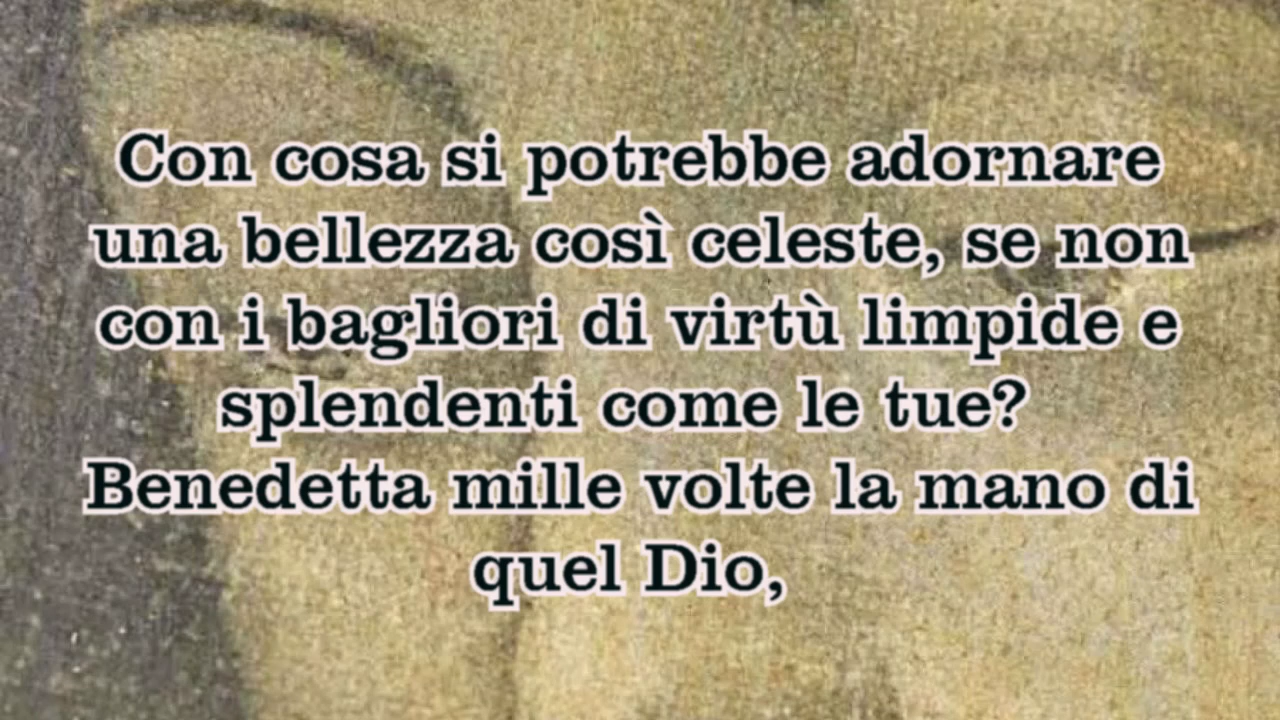 Con cosa si potrebbe adornare
una bellezza così celeste, se non
con i bagliori di virtù limpide e
splendenti come le tue?
Benedetta mille volte la mano di
quel Dio,